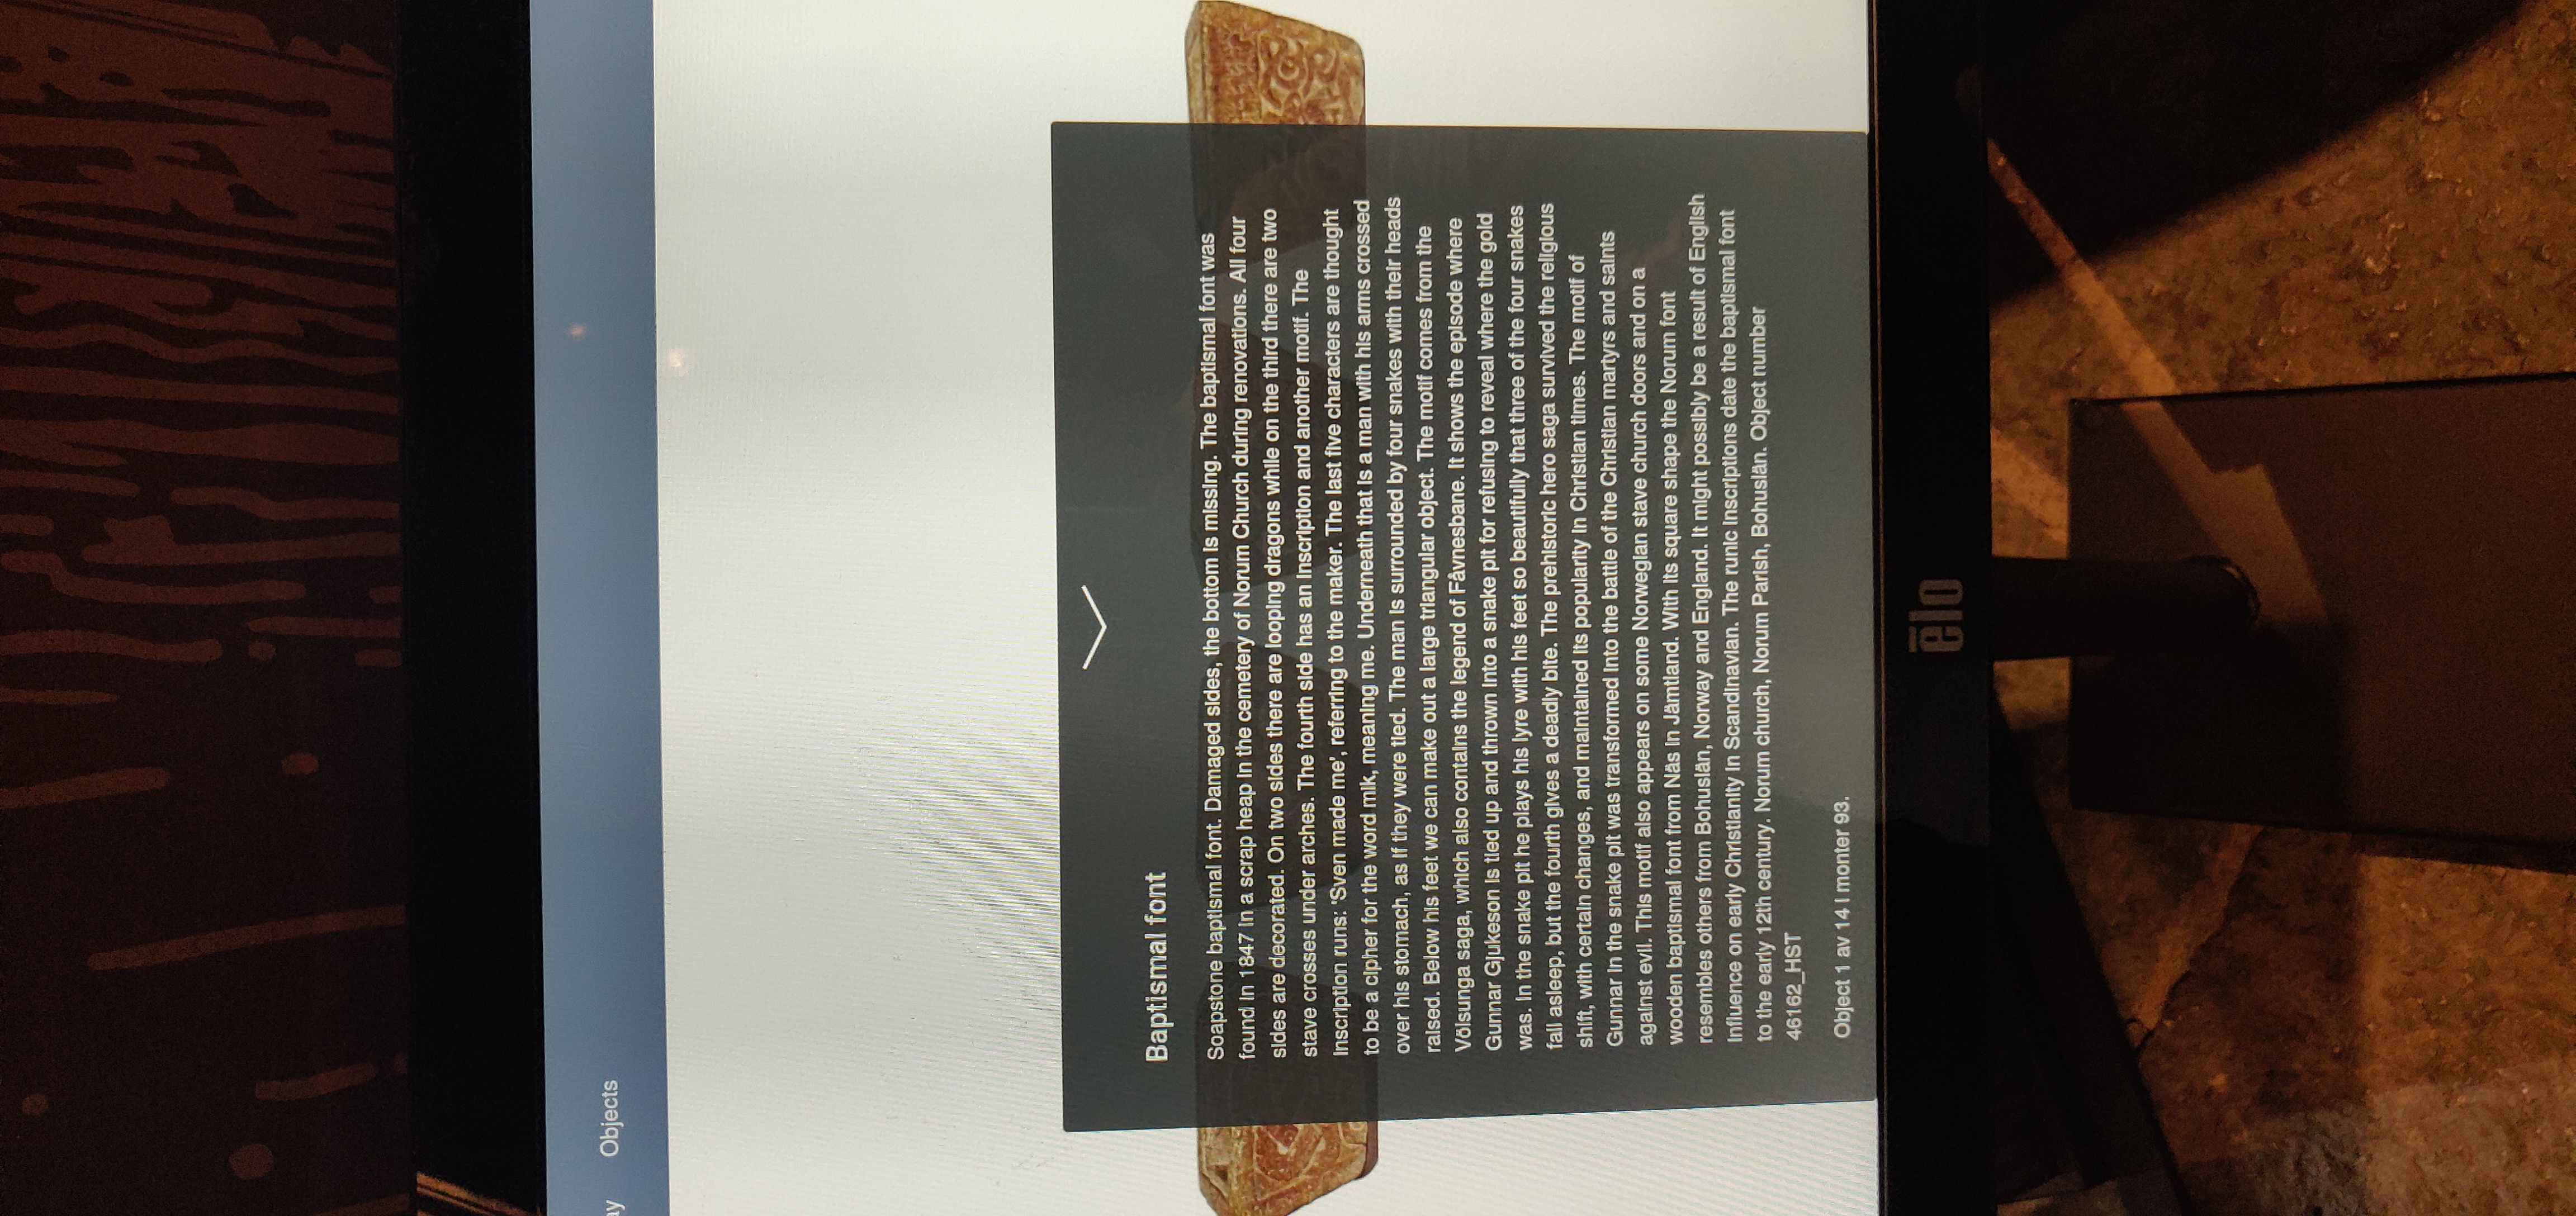 Objects
Baptismal font
Soapstone baptismal font. Damaged sides, the bottom is missing. The baptismal font was
found in 1847 in a scrap heap in the cemetery of Norum Church during renovations. All four
sides are decorated. On two sides there are looping dragons while on the third there are two
stave crosses under arches. The fourth side has an inscription and another motif. The
inscription runs: 'Sven made me', referring to the maker. The last five characters are thought
to be a cipher for the word mik, meaning me. Underneath that is a man with his arms crossed
over his stomach, as if they were tied. The man is surrounded by four snakes with their heads
raised. Below his feet we can make out a large triangular object. The motif comes from the
Völsunga saga, which also contains the legend of Fåvnesbane. It shows the episode where
Gunnar Gjukeson is tied up and thrown into a snake pit for refusing to reveal where the gold
was. In the snake pit he plays his lyre with his feet so beautifully that three of the four snakes
fall asleep, but the fourth gives a deadly bite. The prehistoric hero saga survived the religious
shift, with certain changes, and maintained its popularity in Christian times. The motif of
Gunnar in the snake pit was transformed into the battle of the Christian martyrs and saints
against evil. This motif also appears on some Norwegian stave church doors and on a
wooden baptismal font from Näs in Jämtland. With its square shape the Norum font
resembles others from Bohuslän, Norway and England. It might possibly be a result of English
influence on early Christianity in Scandinavian. The runic inscriptions date the baptismal font
to the early 12th century. Norum church, Norum Parish, Bohuslän. Object number
46162_HST
Object 1 av 14 i monter 93.
ēlo